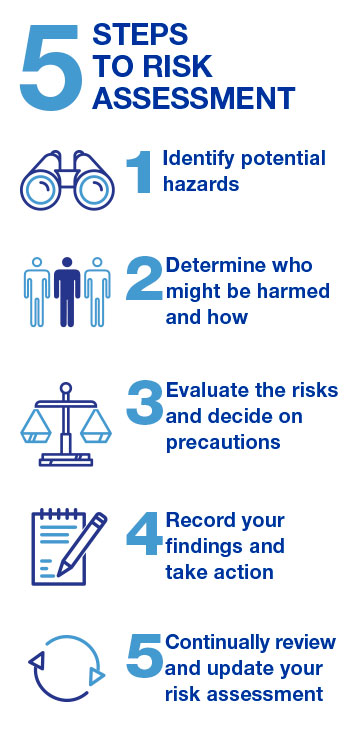 5 STEPS
TO RISK
ASSESSMENT
1 Identify potential
hazards
2 Determine who
might be harmed
and how
3 Evaluate the risks
and decide on
precautions
4 Record your
findings and
take action
5 Continually review
and update your
risk assessment